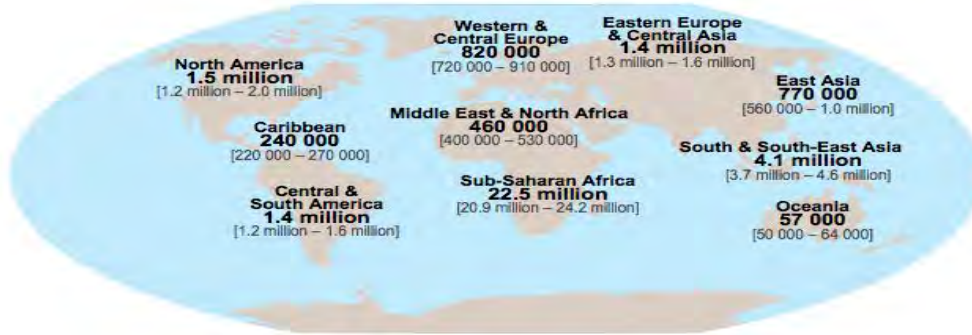 North America
1.5 million
[1.2 million – 2.0 million]
Western &
Central Europe
820 000
[720 000 – 910 000]
Eastern Europe
& Central Asia
1.4 million
[1.3 million – 1.6 million]
East Asia
770 000
[560 000 – 1.0 million]
Caribbean
240 000
[220 000 – 270 000]
Middle East & North Africa
460 000
[400 000 – 530 000]
South & South-East Asia
4.1 million
[3.7 million – 4.6 million]
Central &
South America
1.4 million
[1.2 million – 1.6 million]
Sub-Saharan Africa
22.5 million
[20.9 million – 24.2 million]
Oceania
57 000
[50 000 – 64 000]